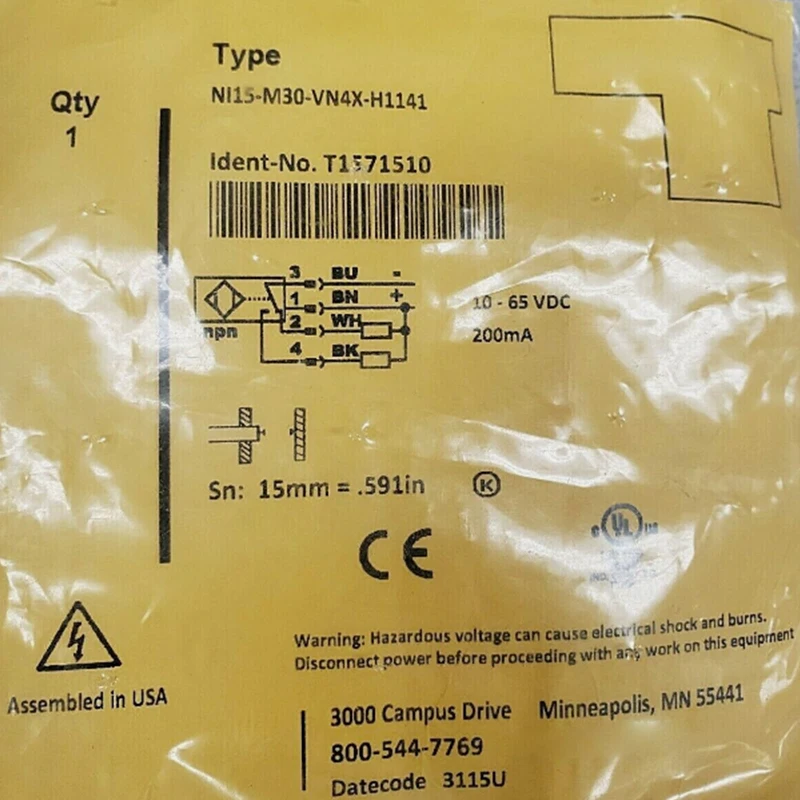 Type
NI15-M30-VN4X-H1141
Qty
1
Ident-No. T1571510
3 BU -
1 BN +
2 WH
4 BK
npn
10 - 65 VDC
200mA
Sn: 15mm = .591in
K
CE
c UL us
Warning: Hazardous voltage can cause electrical shock and burns.
Disconnect power before proceeding with any work on this equipment
Assembled in USA
3000 Campus Drive Minneapolis, MN 55441
800-544-7769
Datecode 3115U